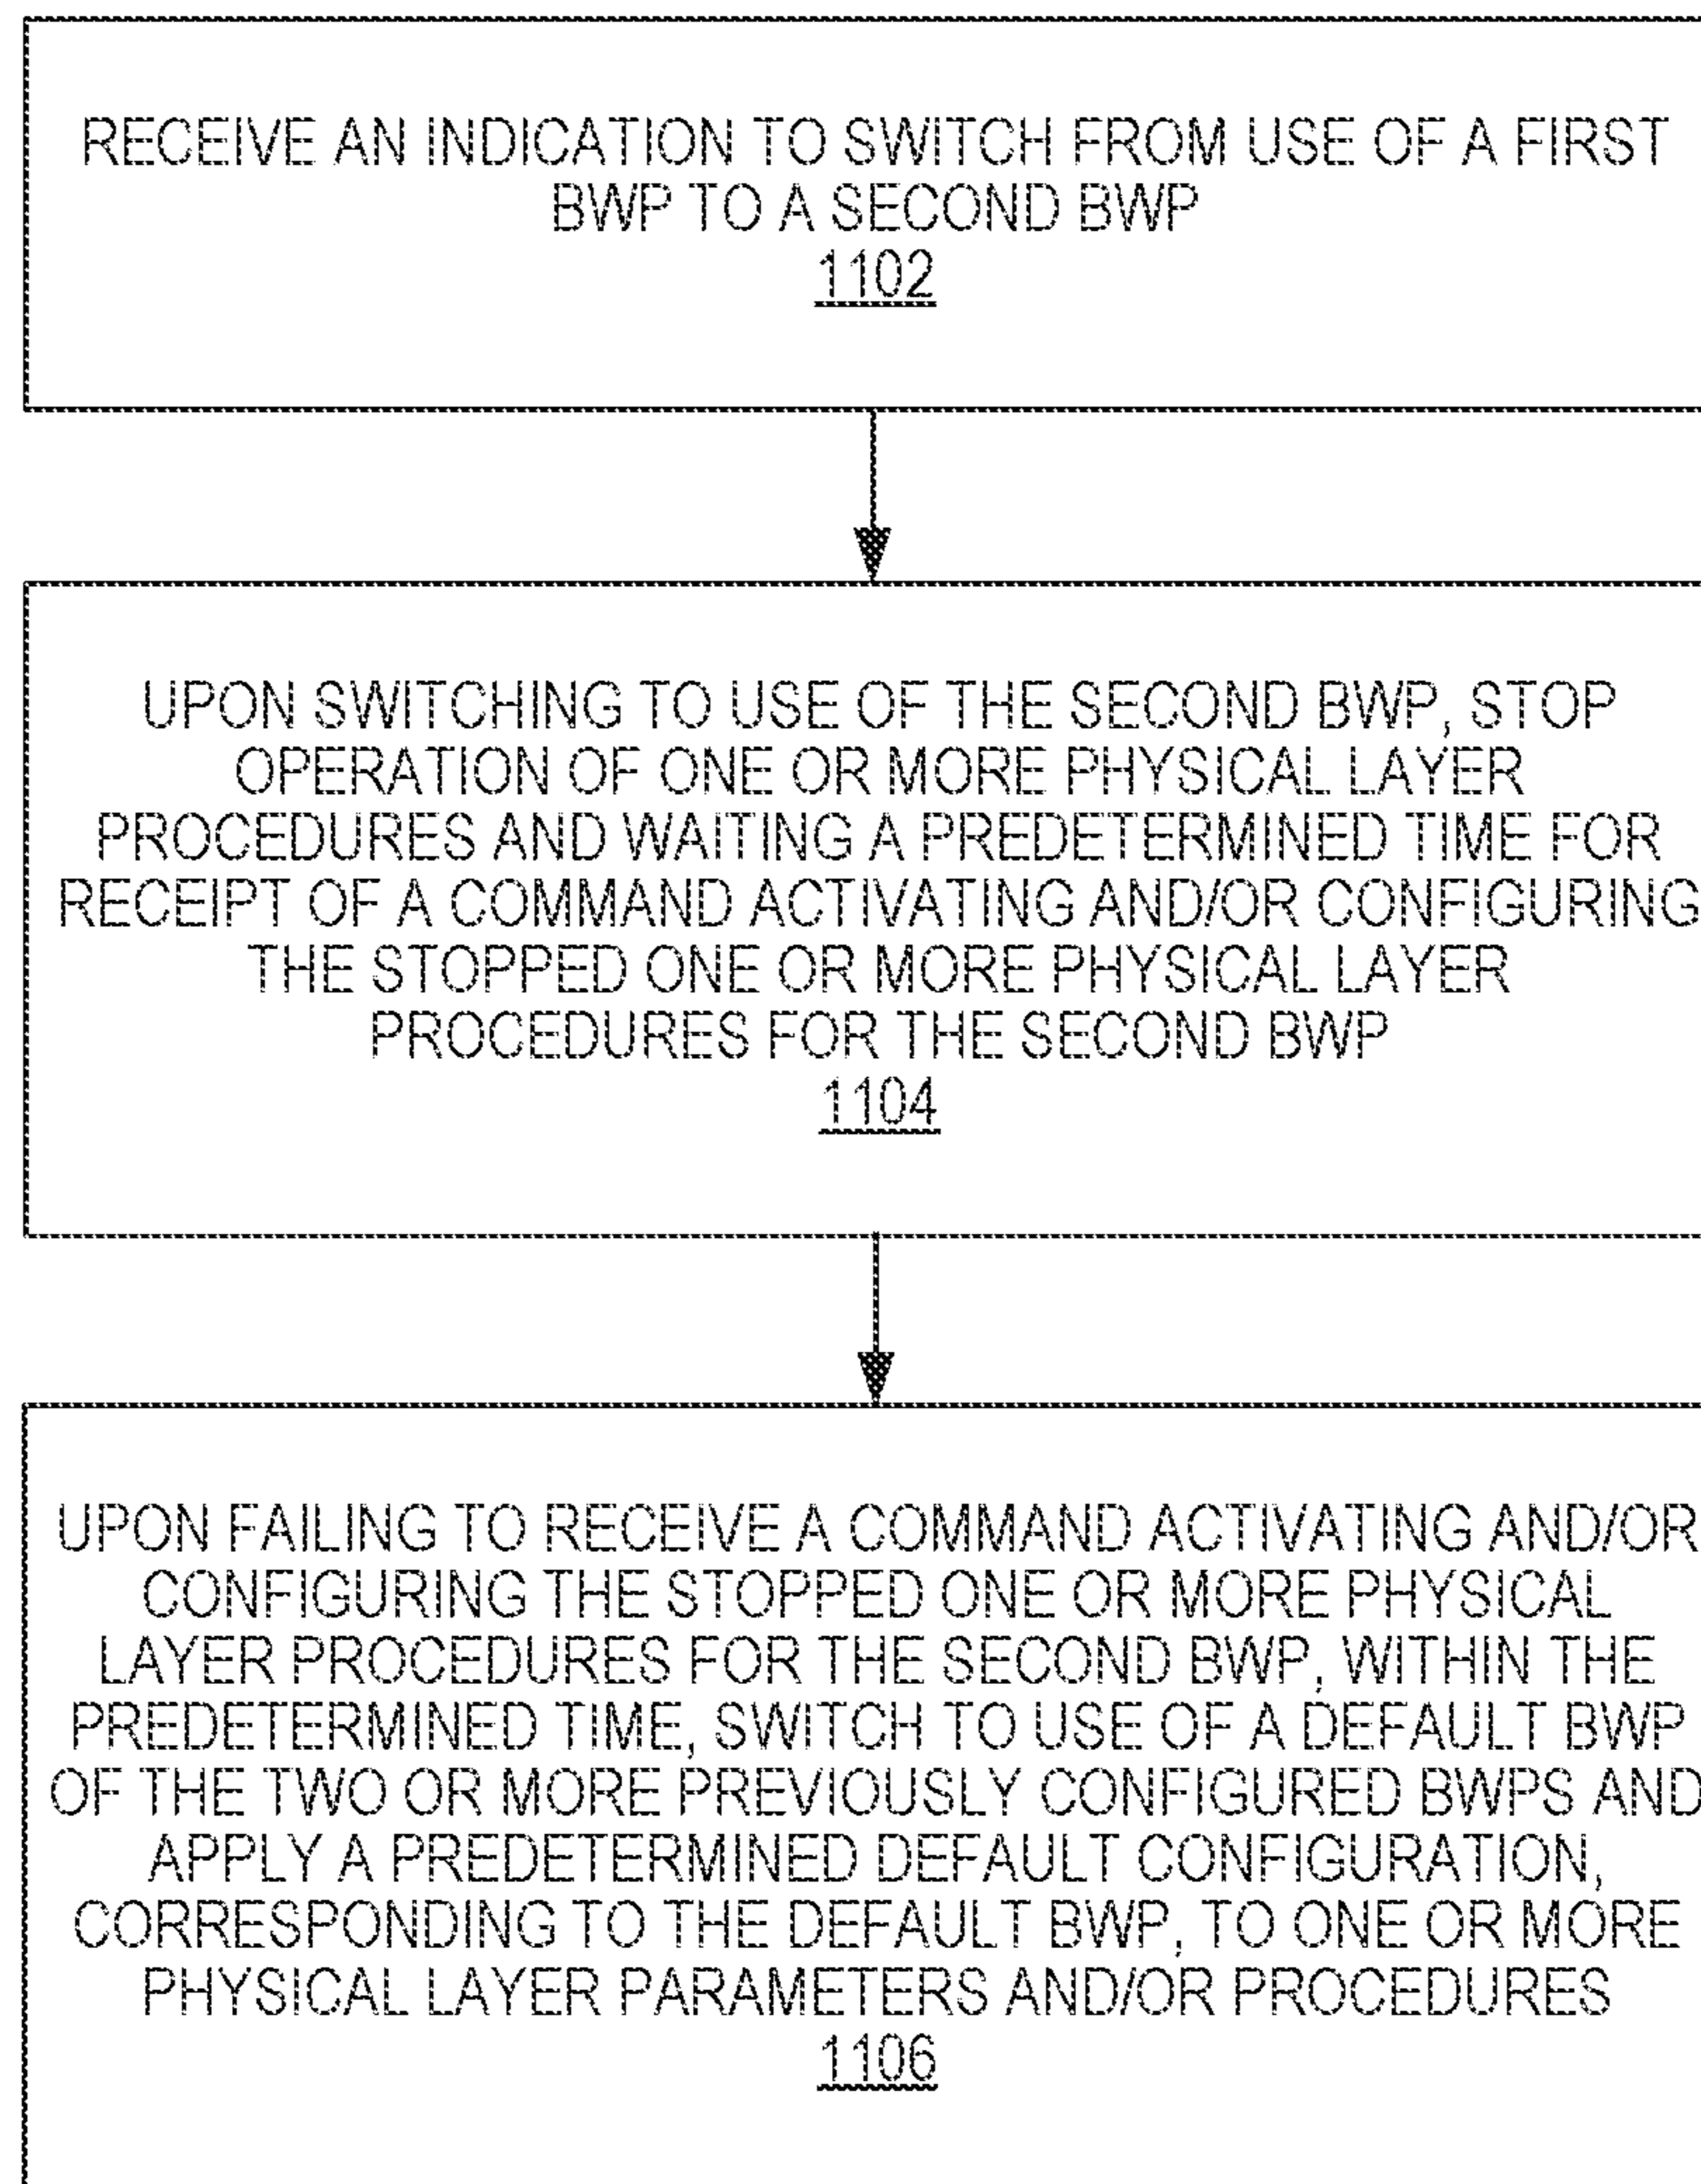 RECEIVE AN INDICATION TO SWITCH FROM USE OF A FIRST
BWP TO A SECOND BWP
1102
UPON SWITCHING TO USE OF THE SECOND BWP, STOP
OPERATION OF ONE OR MORE PHYSICAL LAYER
PROCEDURES AND WAITING A PREDETERMINED TIME FOR
RECEIPT OF A COMMAND ACTIVATING AND/OR CONFIGURING
THE STOPPED ONE OR MORE PHYSICAL LAYER
PROCEDURES FOR THE SECOND BWP
1104
UPON FAILING TO RECEIVE A COMMAND ACTIVATING AND/OR
CONFIGURING THE STOPPED ONE OR MORE PHYSICAL
LAYER PROCEDURES FOR THE SECOND BWP, WITHIN THE
PREDETERMINED TIME, SWITCH TO USE OF A DEFAULT BWP
OF THE TWO OR MORE PREVIOUSLY CONFIGURED BWPS AND
APPLY A PREDETERMINED DEFAULT CONFIGURATION,
CORRESPONDING TO THE DEFAULT BWP, TO ONE OR MORE
PHYSICAL LAYER PARAMETERS AND/OR PROCEDURES
1106